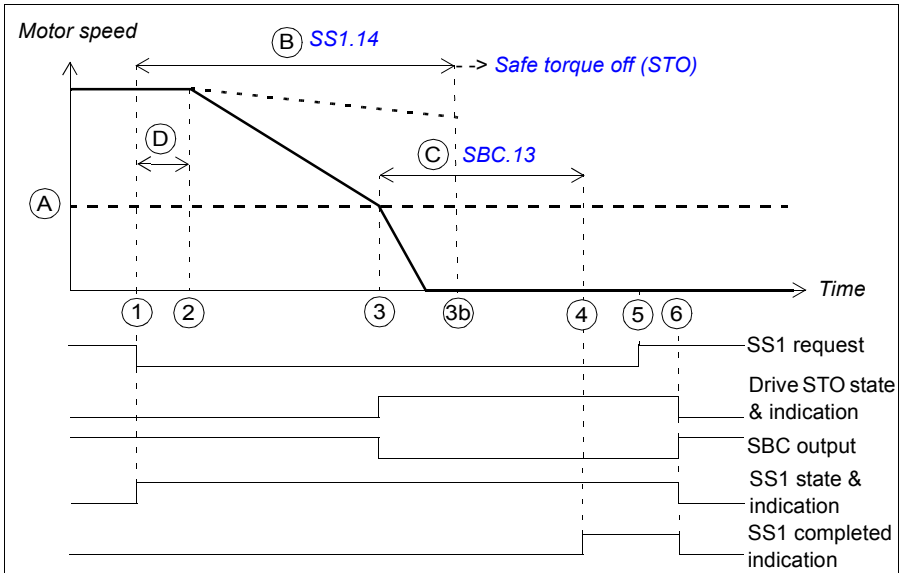 Motor speed
B SS1.14
--> Safe torque off (STO)
D
C SBC.13
A
Time
1 2 3 3b 4 5 6
SS1 request
Drive STO state
& indication
SBC output
SS1 state &
indication
SS1 completed
indication